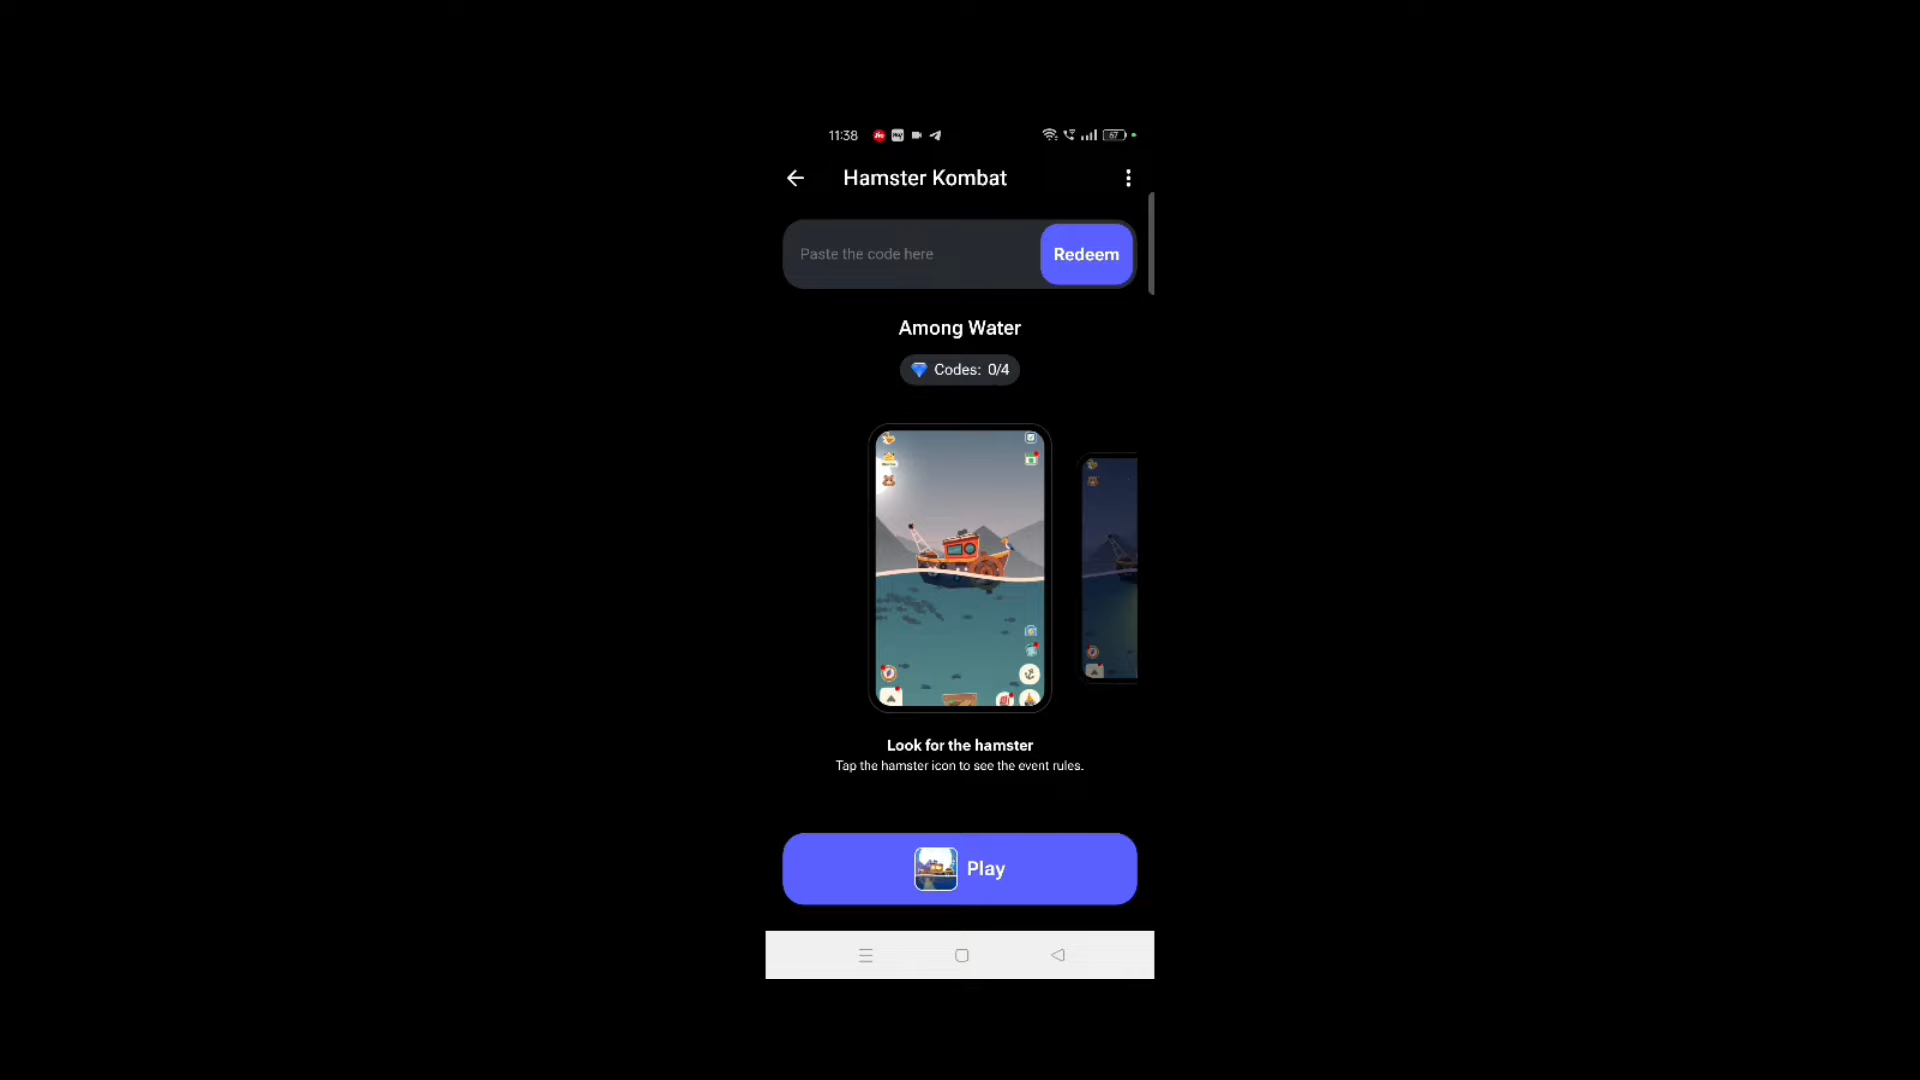 11:38
67
Hamster Kombat
Paste the code here
Redeem
Among Water
Codes: 0/4
Look for the hamster
Tap the hamster icon to see the event rules.
Play